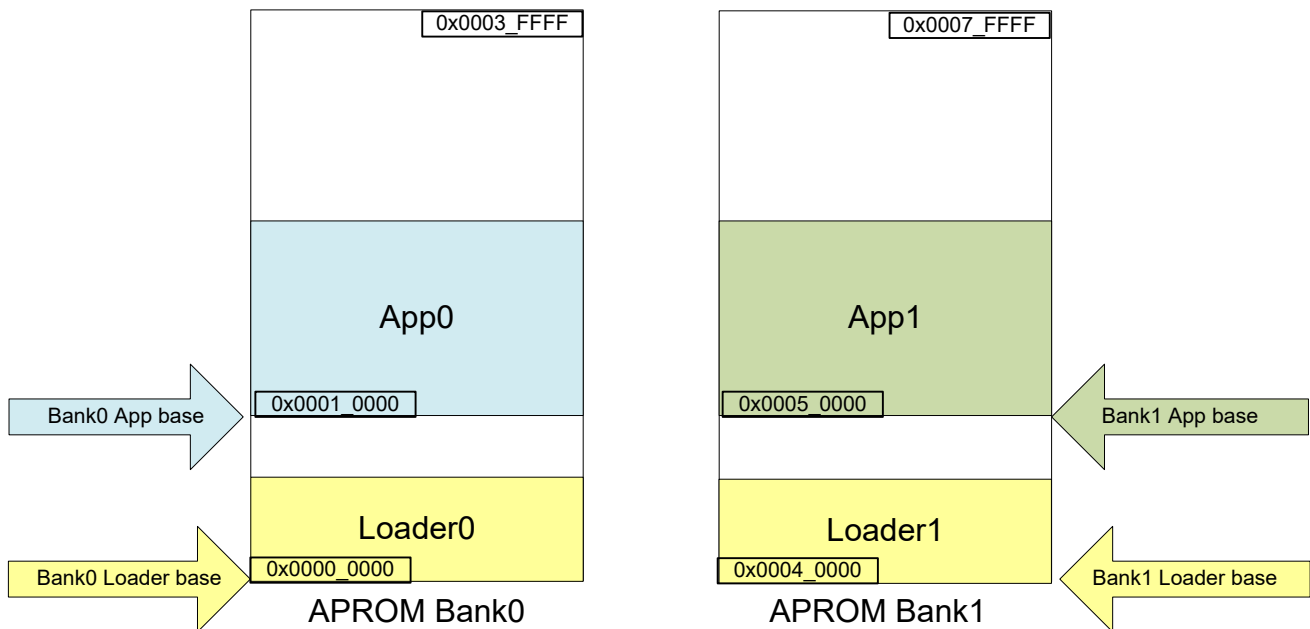 0x0003_FFFF
0x0007_FFFF
App0
App1
0x0001_0000
0x0005_0000
Bank0 App base
Bank1 App base
Loader0
Loader1
0x0000_0000
0x0004_0000
Bank0 Loader base
Bank1 Loader base
APROM Bank0
APROM Bank1